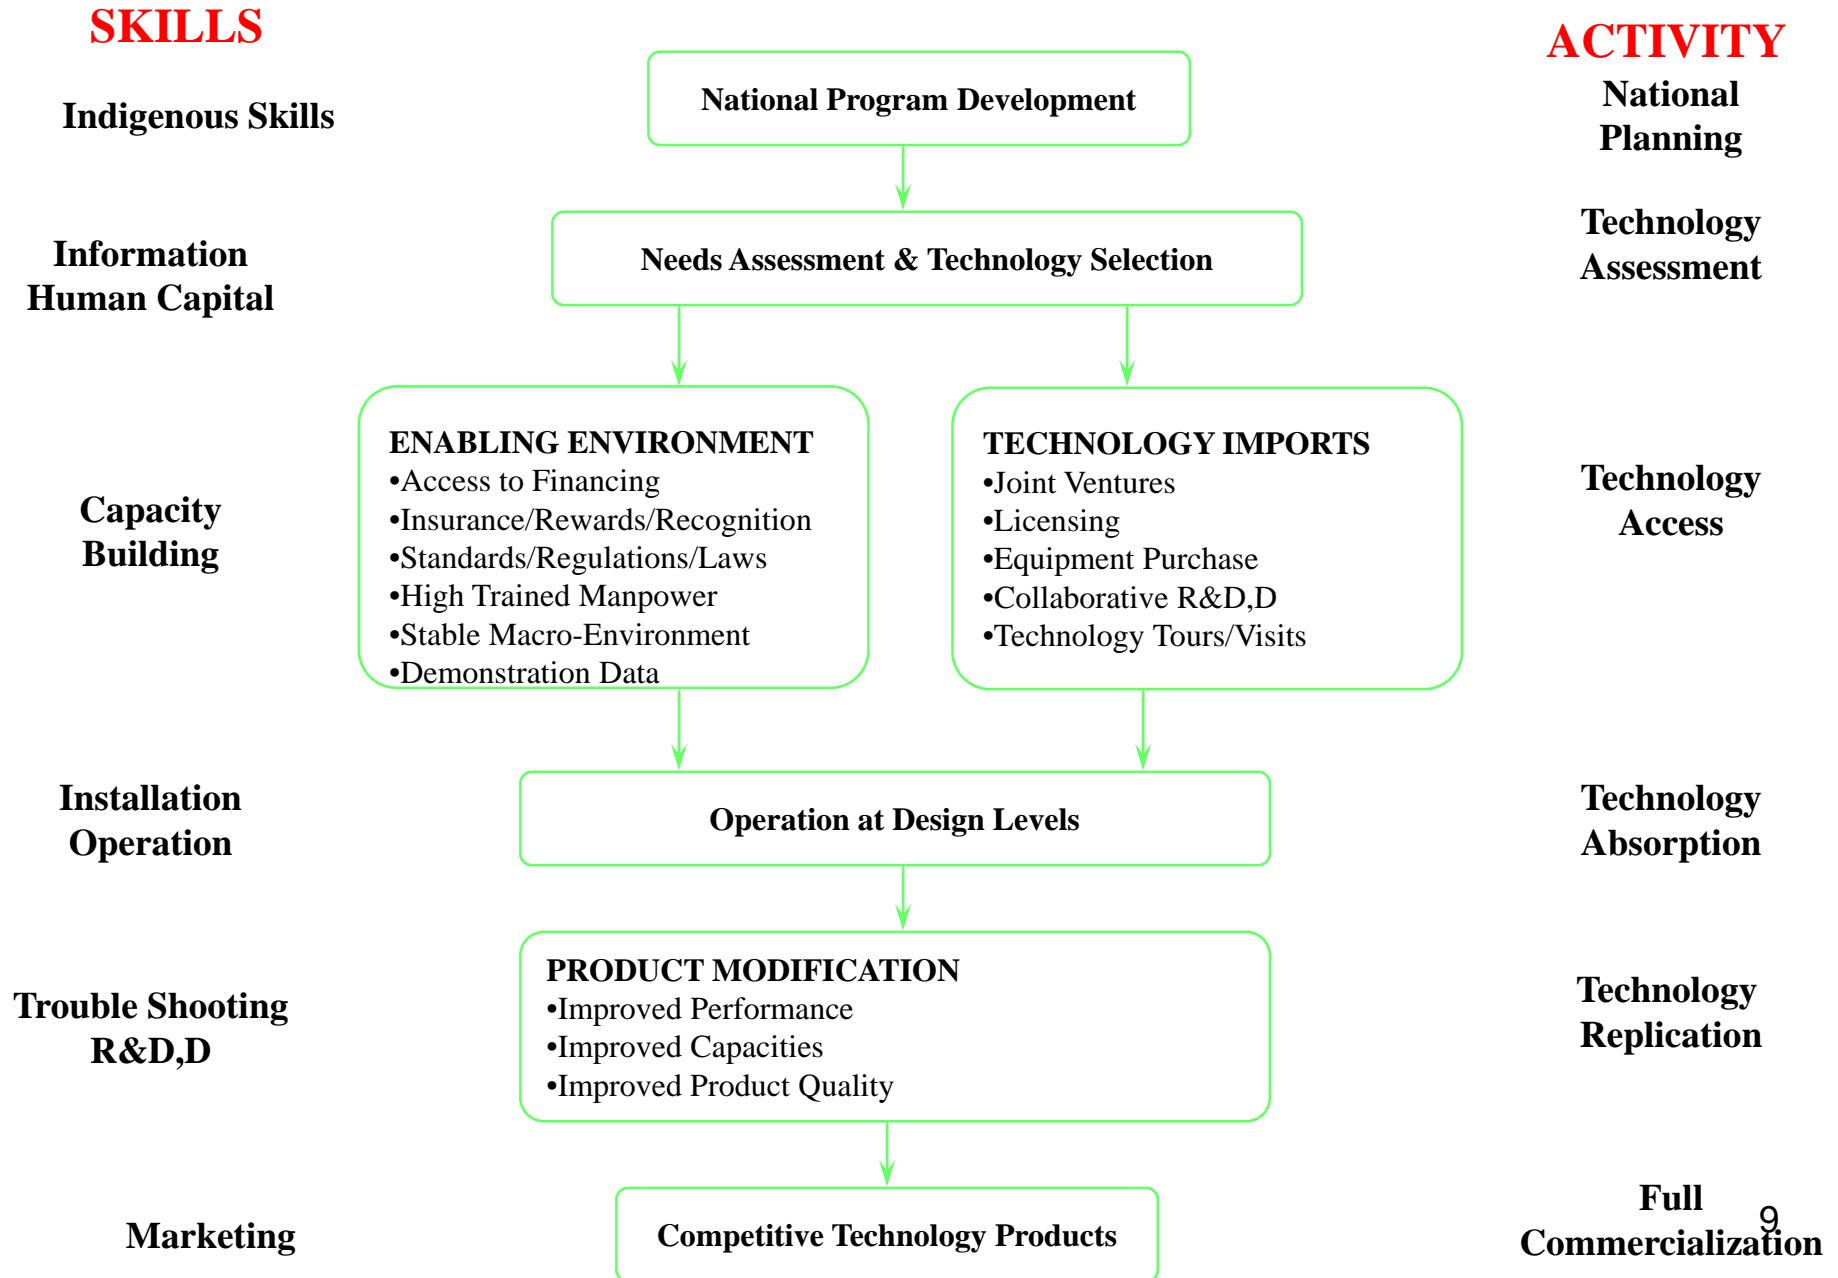 SKILLS
ACTIVITY
Indigenous Skills
National Program Development
National
Planning
Information
Human Capital
Needs Assessment & Technology Selection
Technology
Assessment
Capacity
Building
ENABLING ENVIRONMENT
•Access to Financing
•Insurance/Rewards/Recognition
•Standards/Regulations/Laws
•High Trained Manpower
•Stable Macro-Environment
•Demonstration Data
TECHNOLOGY IMPORTS
•Joint Ventures
•Licensing
•Equipment Purchase
•Collaborative R&D,D
•Technology Tours/Visits
Technology
Access
Installation
Operation
Operation at Design Levels
Technology
Absorption
Trouble Shooting
R&D,D
PRODUCT MODIFICATION
•Improved Performance
•Improved Capacities
•Improved Product Quality
Technology
Replication
Marketing
Competitive Technology Products
Full
Commercialization
9